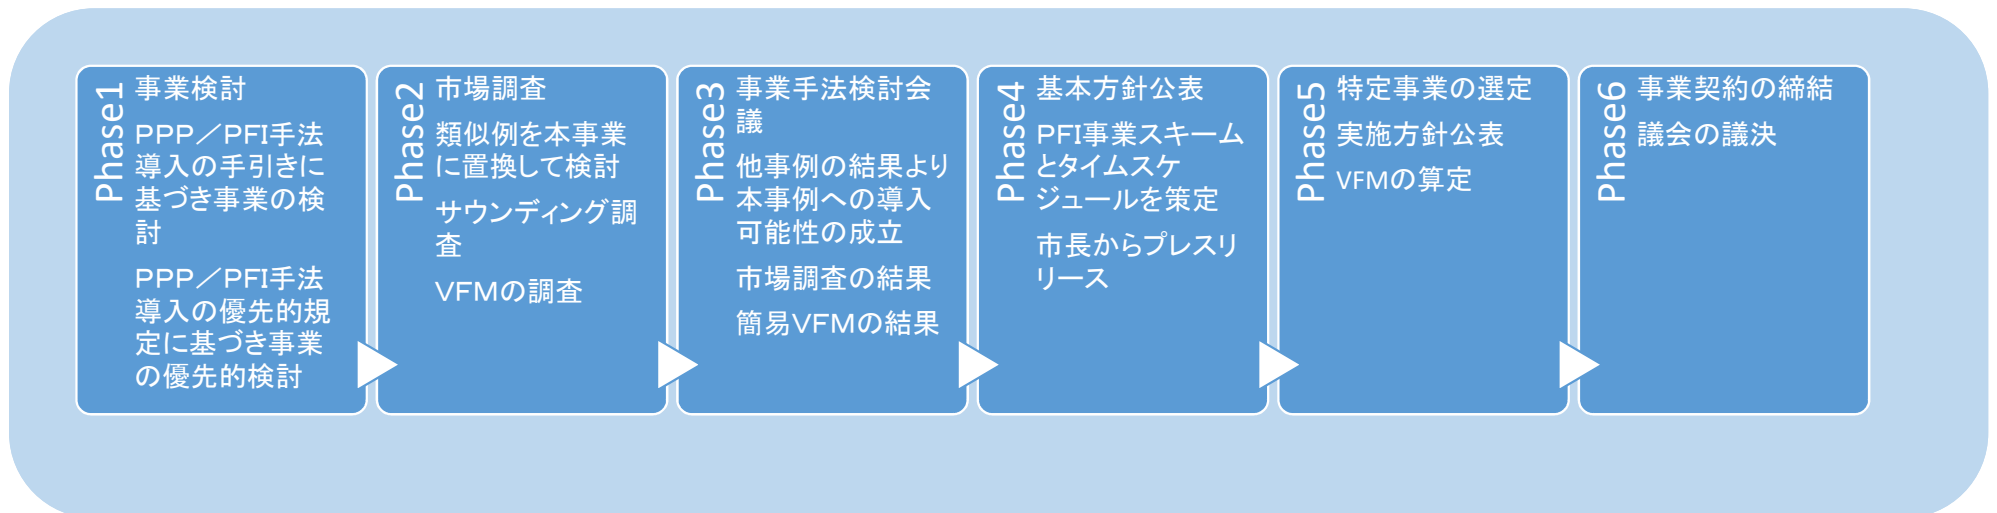 Phase1
事業検討
ＰＰＰ／ＰＦＩ手法
導入の手引きに
基づき事業の検
討
ＰＰＰ／ＰＦＩ手法
導入の優先的規
定に基づき事業
の優先的検討
Phase2
市場調査
類似例を本事業
に置換して検討
サウンディング調
査
ＶＦＭの調査
Phase3
事業手法検討会
議
他事例の結果より
本事例への導入
可能性の成立
市場調査の結果
簡易ＶＦＭの結果
Phase4
基本方針公表
ＰＦＩ事業スキーム
とタイムスケ
ジュールを策定
市長からプレスリ
リース
Phase5
特定事業の選定
実施方針公表
VFMの算定
Phase6
事業契約の締結
議会の議決